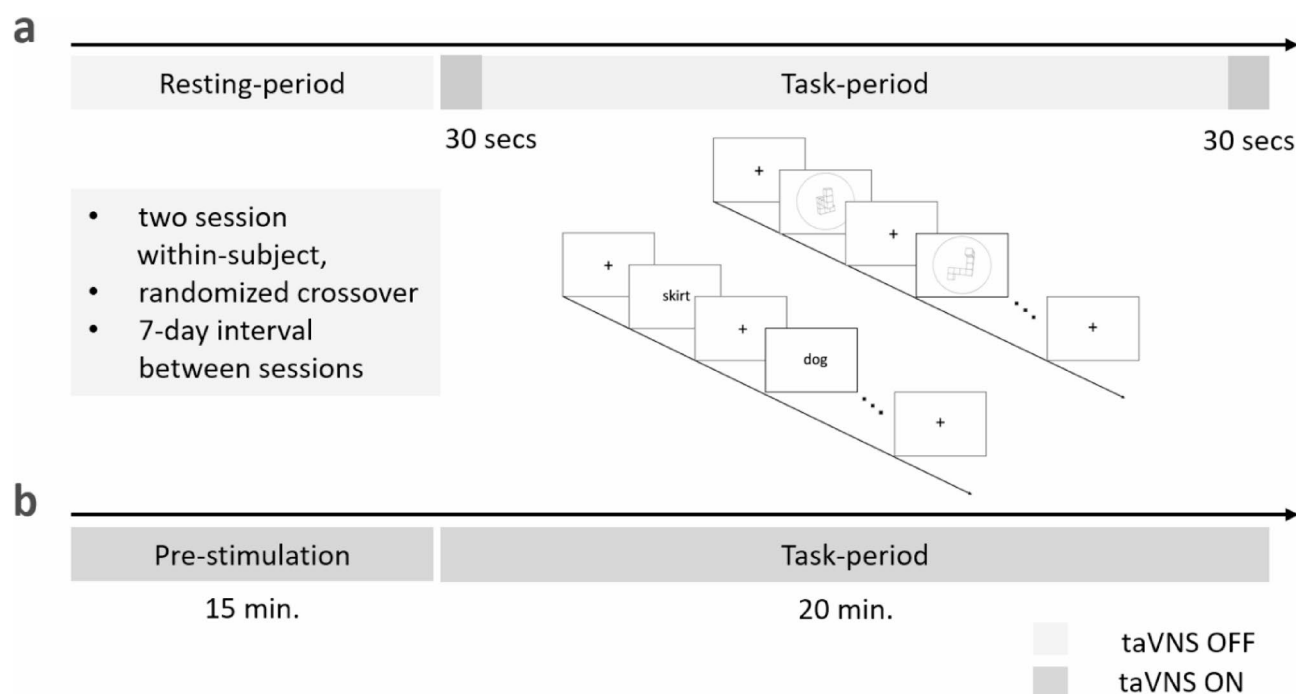 a
Resting-period
Task-period
30 secs
30 secs
• two session
within-subject,
• randomized crossover
• 7-day interval
between sessions
+
+
+
+
skirt
+
dog
+
b
Pre-stimulation
Task-period
15 min.
20 min.
taVNS OFF
taVNS ON